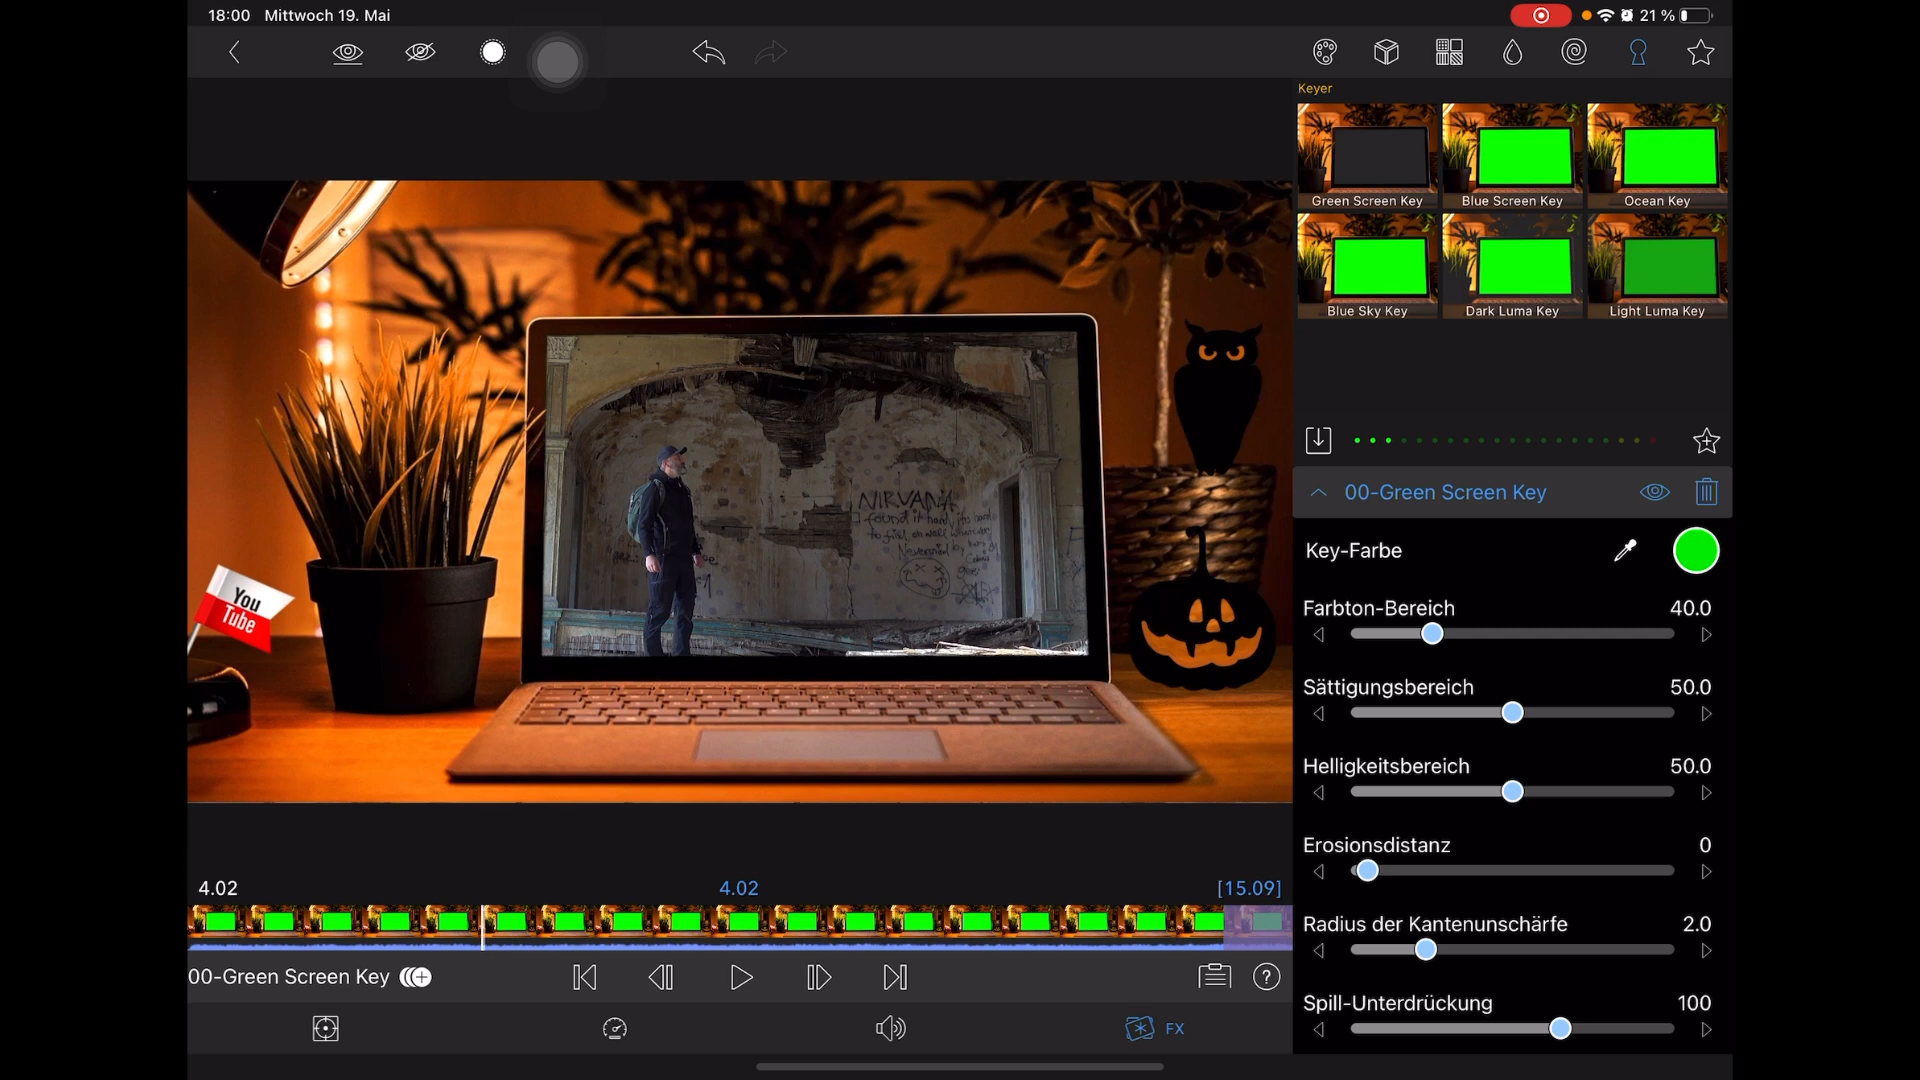 18:00 Mittwoch 19. Mai
21 %
Keyer
Green Screen Key
Blue Screen Key
Ocean Key
Blue Sky Key
Dark Luma Key
Light Luma Key
00-Green Screen Key
Key-Farbe
Farbton-Bereich 40.0
Sättigungsbereich 50.0
Helligkeitsbereich 50.0
Erosionsdistanz 0
Radius der Kantenunschärfe 2.0
Spill-Unterdrückung 100
NIRVANA
found it hard
You
Tube
4.02
4.02
[15.09]
00-Green Screen Key
?
FX